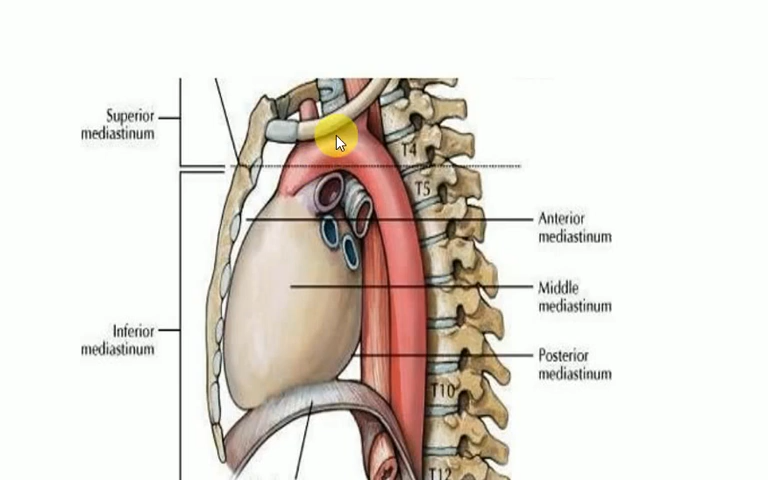 Superior
mediastinum
T4
T5
Anterior
mediastinum
Middle
mediastinum
Inferior
mediastinum
Posterior
mediastinum
T10
T12